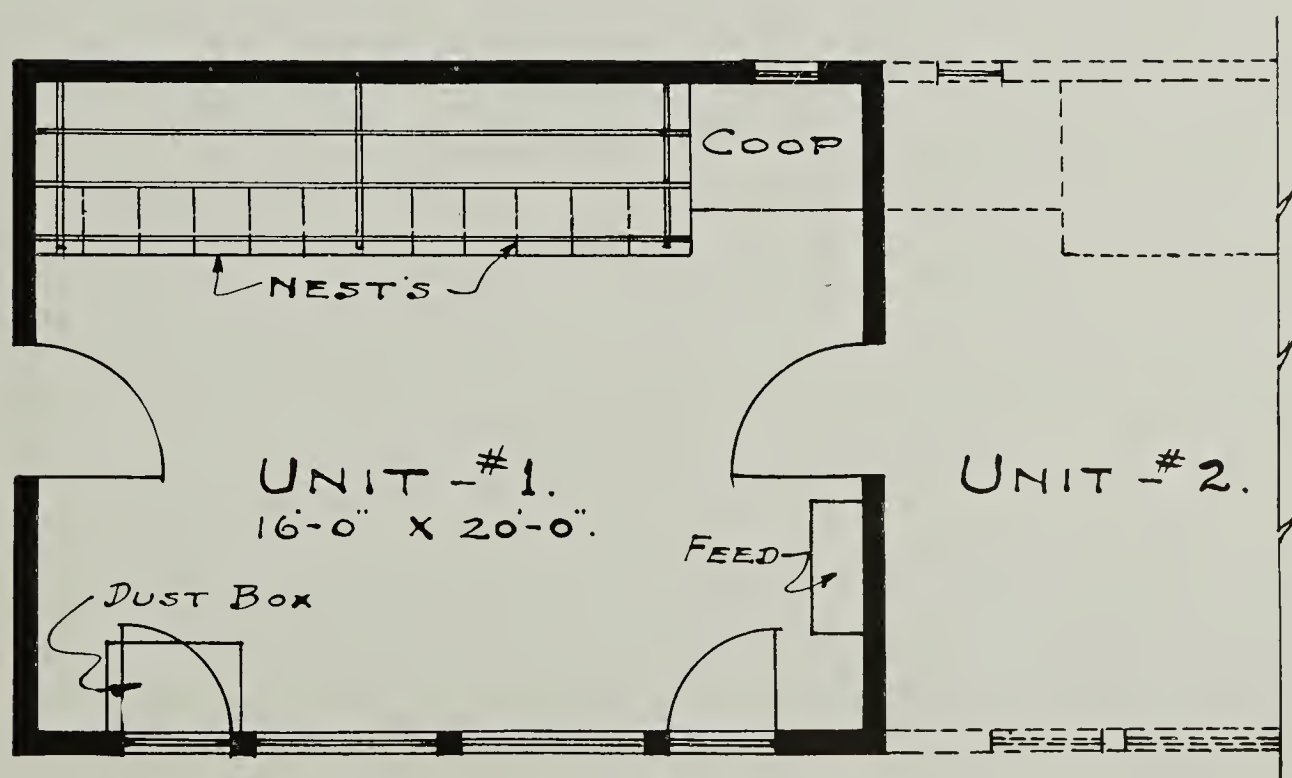 COOP
NEST'S
UNIT-#1.
16'-0" X 20'-0".
UNIT-#2.
FEED
DUST BOX